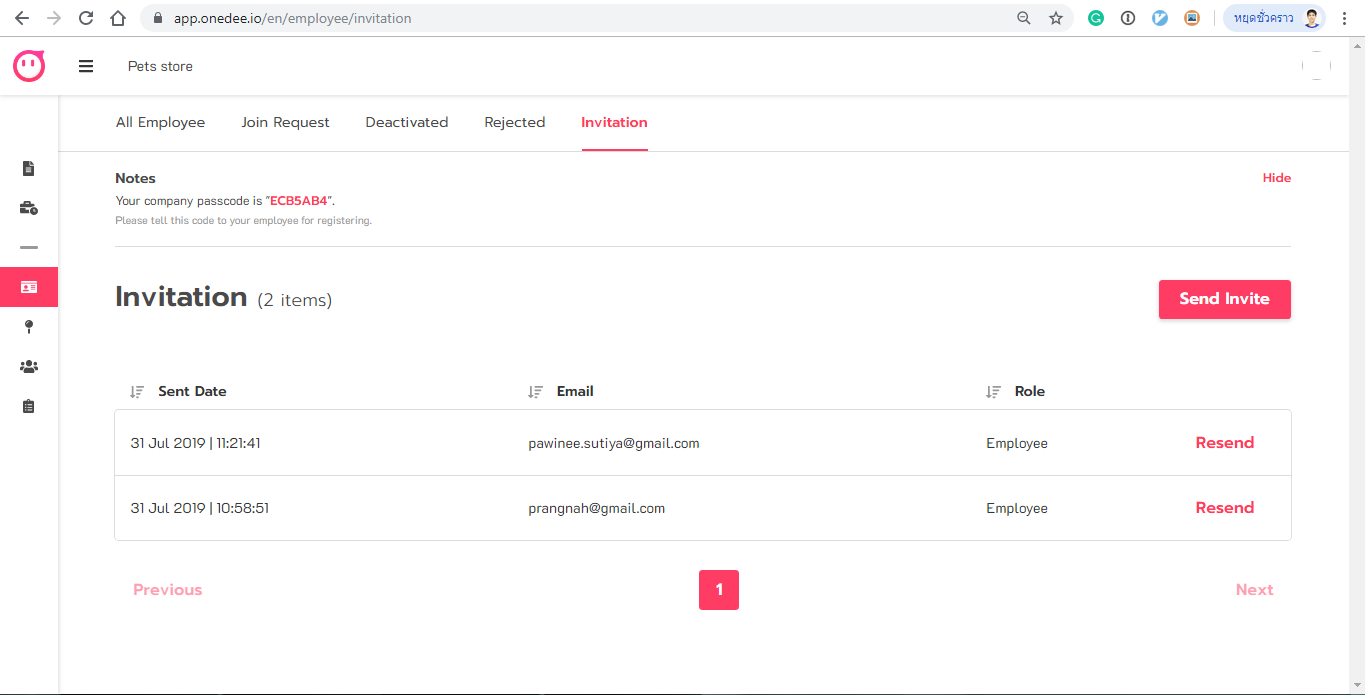 app.onedee.io/en/employee/invitation
หยุดชั่วคราว
Pets store
All Employee Join Request Deactivated Rejected Invitation
Notes Hide
Your company passcode is "ECB5AB4".
Please tell this code to your employee for registering.
Invitation (2 items) Send Invite
Sent Date Email Role
31 Jul 2019 | 11:21:41 pawinee.sutiya@gmail.com Employee Resend
31 Jul 2019 | 10:58:51 prangnah@gmail.com Employee Resend
Previous 1 Next